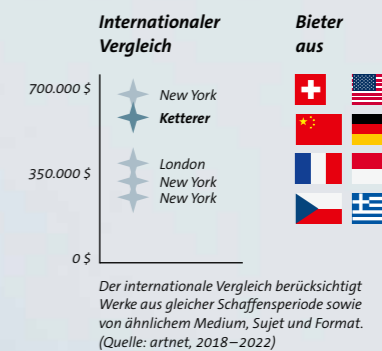 Internationaler
Vergleich
Bieter
aus
700.000 $
New York
Ketterer
London
350.000 $
New York
New York
0 $
Der internationale Vergleich berücksichtigt
Werke aus gleicher Schaffensperiode sowie
von ähnlichem Medium, Sujet und Format.
(Quelle: artnet, 2018–2022)